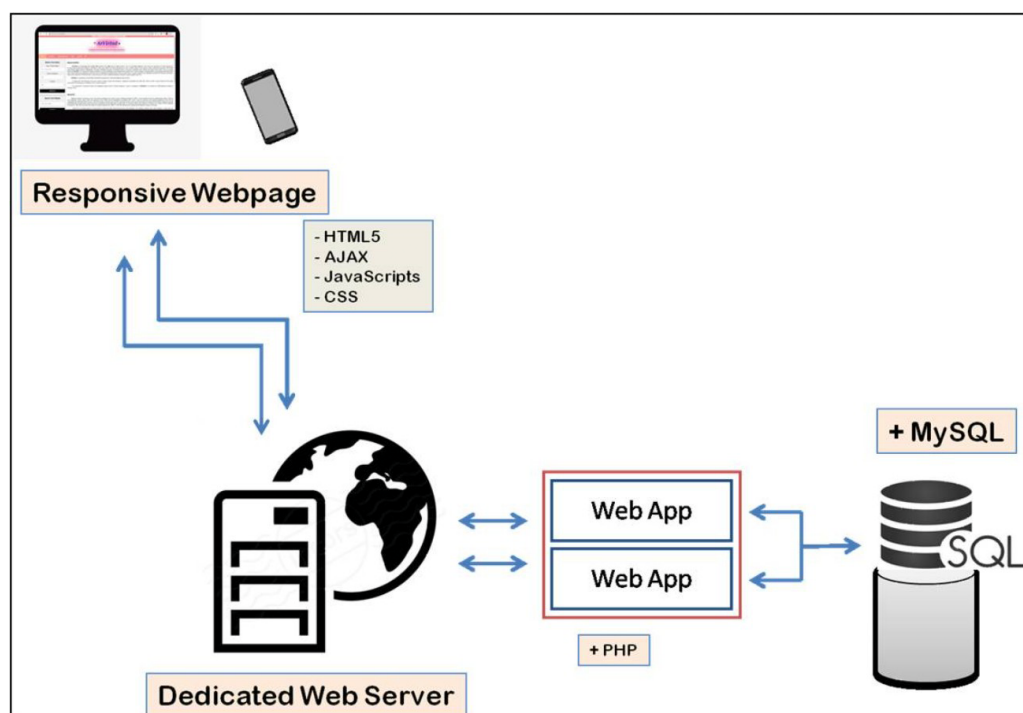 Responsive Webpage
- HTML5
- AJAX
- JavaScripts
- CSS
+ MySQL
Web App
Web App
SQL
+ PHP
Dedicated Web Server